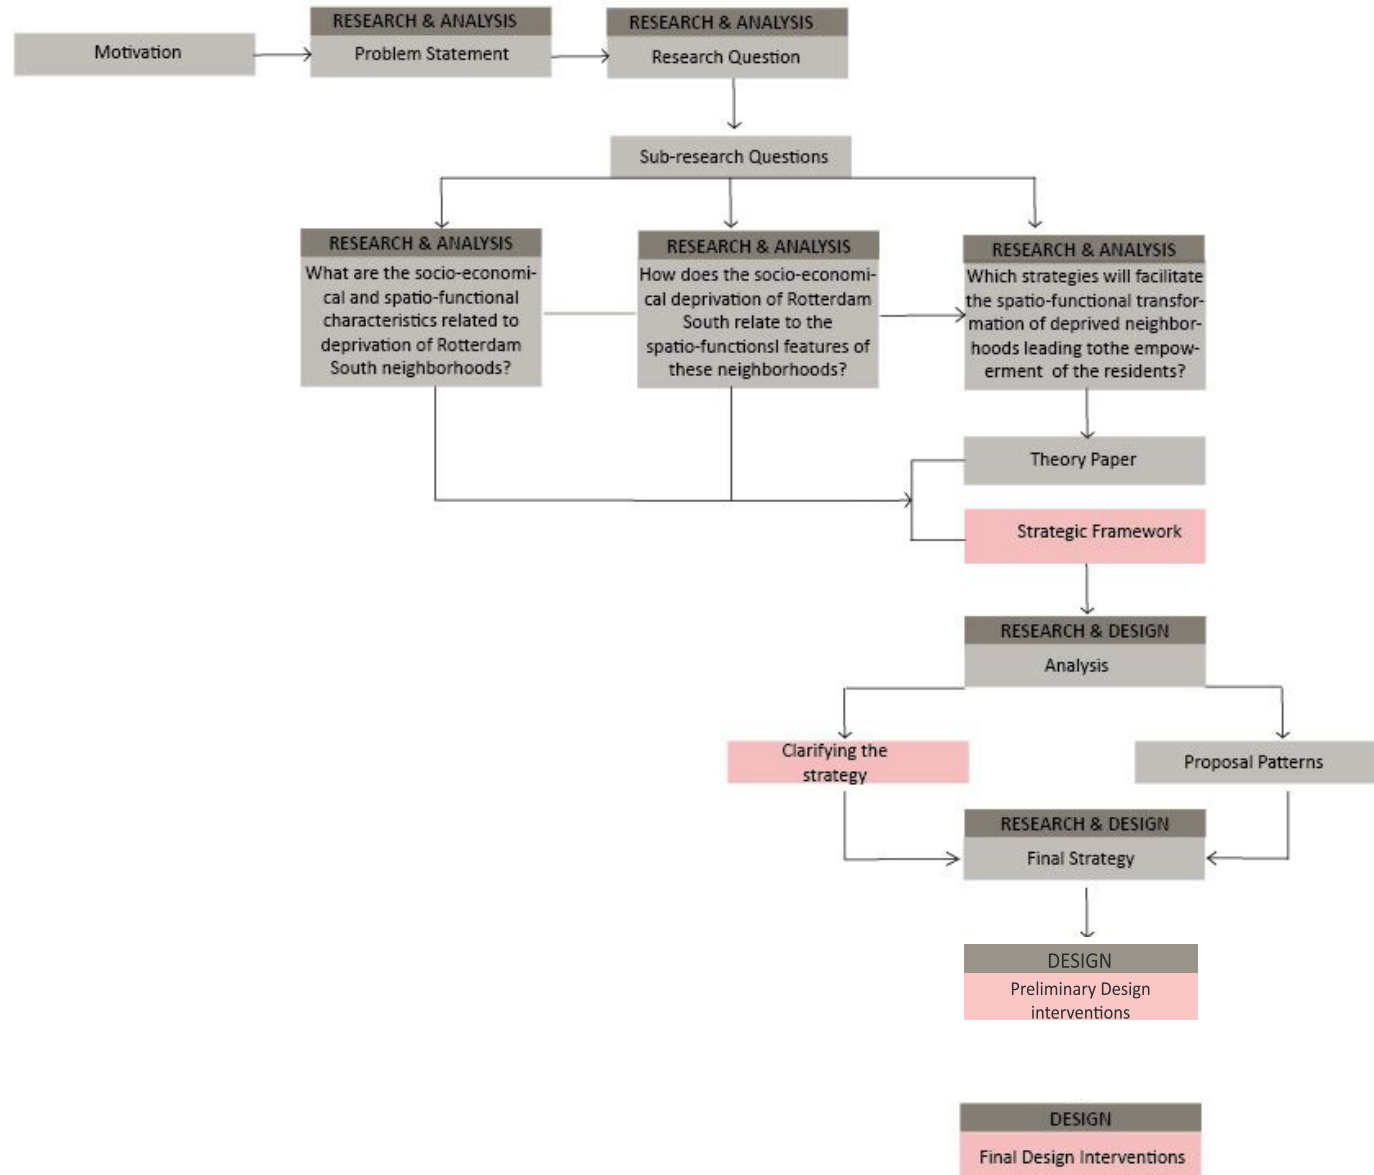 Motivation
RESEARCH & ANALYSIS
Problem Statement
RESEARCH & ANALYSIS
Research Question
Sub-research Questions
RESEARCH & ANALYSIS
What are the socio-economi-
cal and spatio-functional
characteristics related to
deprivation of Rotterdam
South neighborhoods?
RESEARCH & ANALYSIS
How does the socio-economi-
cal deprivation of Rotterdam
South relate to the
spatio-functionsl features of
these neighborhoods?
RESEARCH & ANALYSIS
Which strategies will facilitate
the spatio-functional transfor-
mation of deprived neighbor-
hoods leading tothe empow-
erment of the residents?
Theory Paper
Strategic Framework
RESEARCH & DESIGN
Analysis
Clarifying the
strategy
Proposal Patterns
RESEARCH & DESIGN
Final Strategy
DESIGN
Preliminary Design
interventions
DESIGN
Final Design Interventions